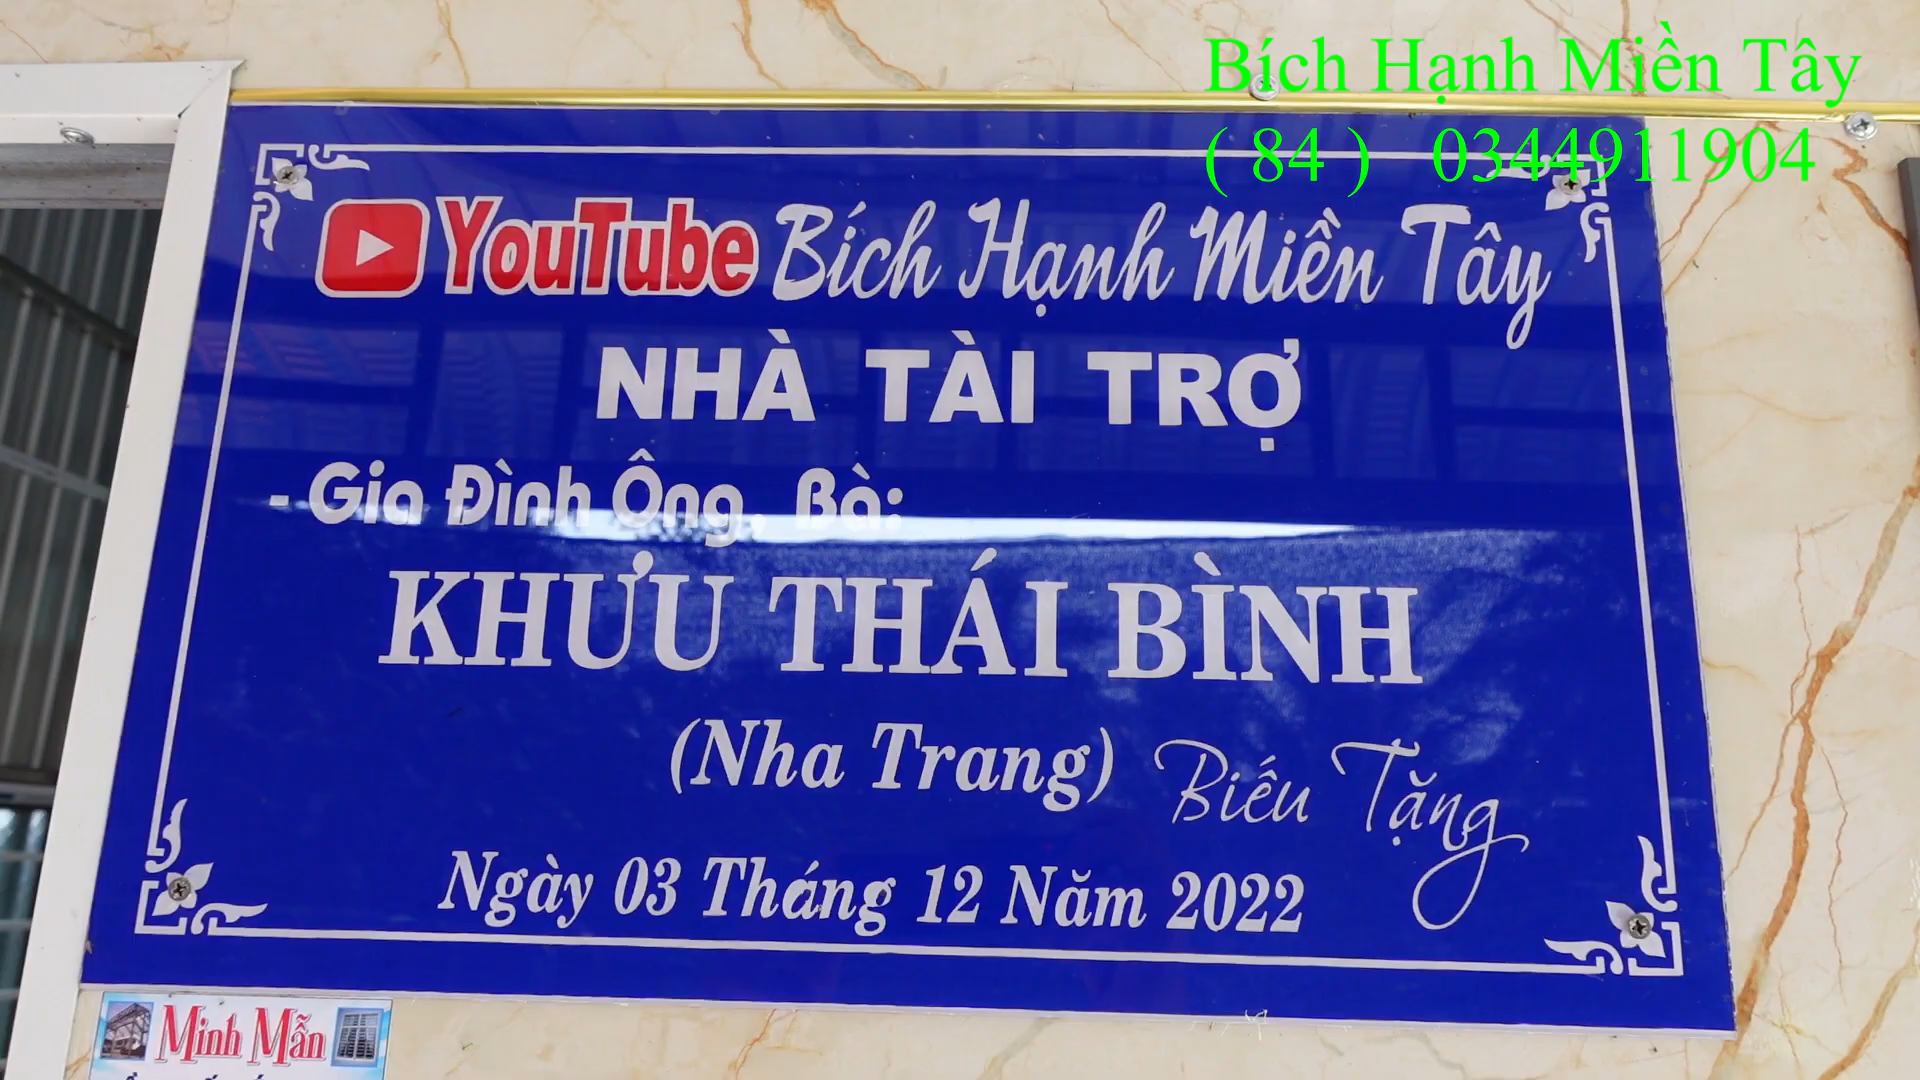 Bích Hạnh Miền Tây
( 84 ) 0344911904
YouTube Bích Hạnh Miền Tây
NHÀ TÀI TRỢ
- Gia Đình Ông, Bà:
KHƯU THÁI BÌNH
(Nha Trang) Biếu Tặng
Ngày 03 Tháng 12 Năm 2022
Minh Mẫn